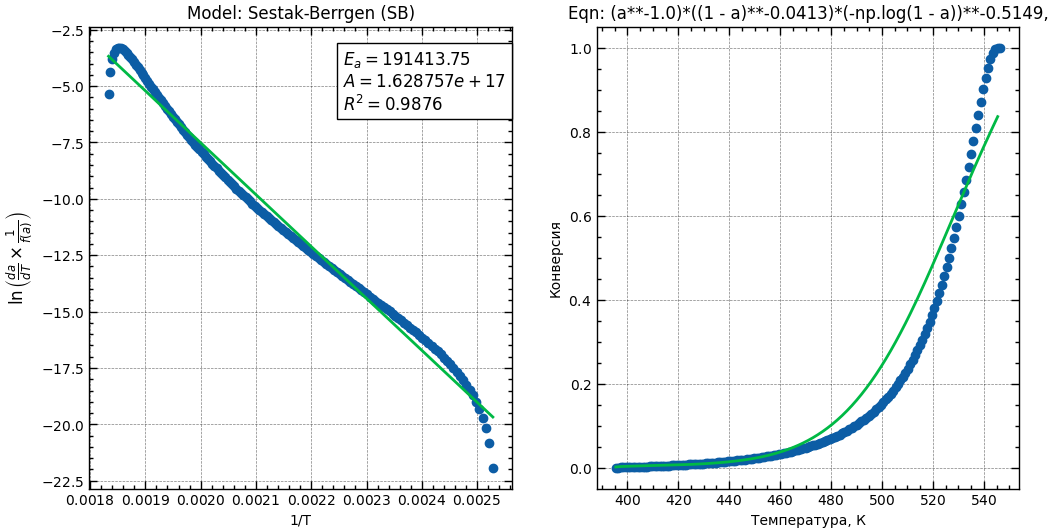 Model: Sestak-Berrgen (SB)
Eqn: (a**-1.0)*((1 - a)**-0.0413)*(-np.log(1 - a))**-0.5149,
−2.5
−5.0
−7.5
−10.0
−12.5
−15.0
−17.5
−20.0
−22.5
ln (da/dT × 1/f(a))
E_a = 191413.75
A = 1.628757e + 17
R² = 0.9876
0.0018 0.0019 0.0020 0.0021 0.0022 0.0023 0.0024 0.0025
1/T
1.0
0.8
0.6
0.4
0.2
0.0
Конверсия
400 420 440 460 480 500 520 540
Температура, К